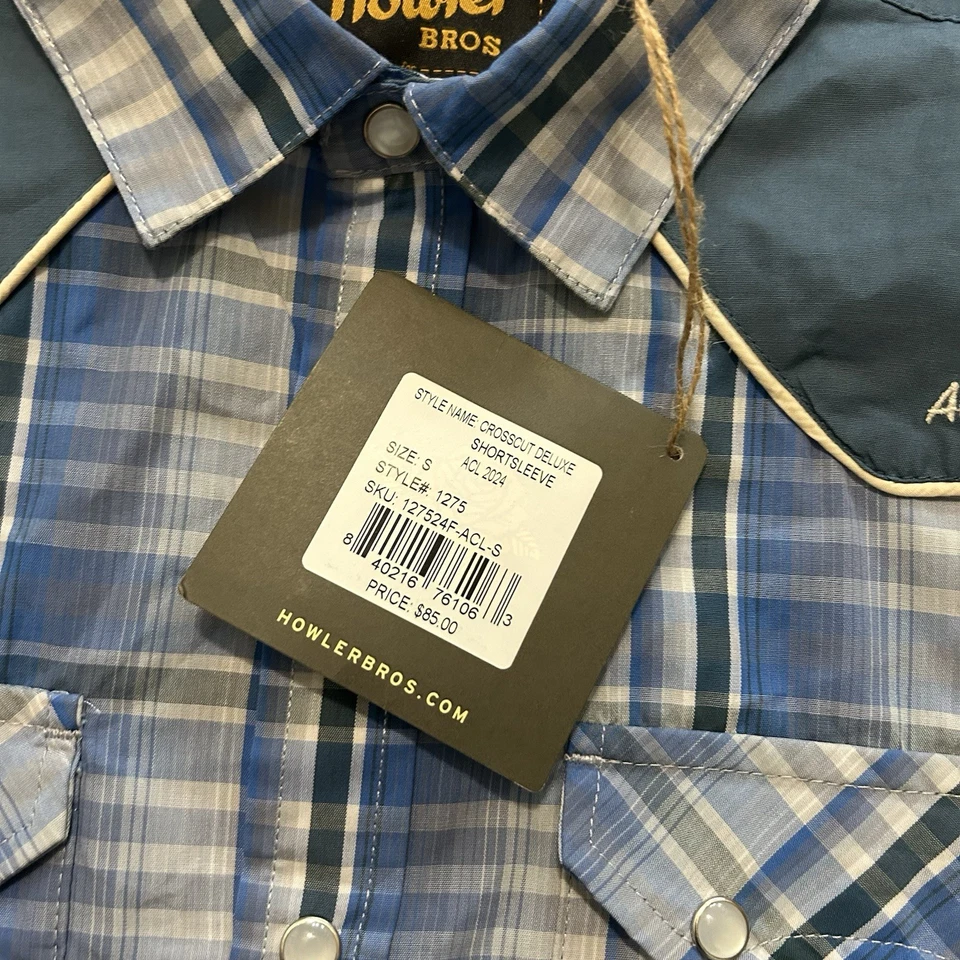 Howler
BROS
A
STYLE NAME: CROSSCUT DELUXE
SHORTSLEEVE
SIZE: S ACL 2024
STYLE#: 1275
SKU: 127524F-ACL-S
8 40216 76106 3
PRICE: $85.00
HOWLERBROS.COM